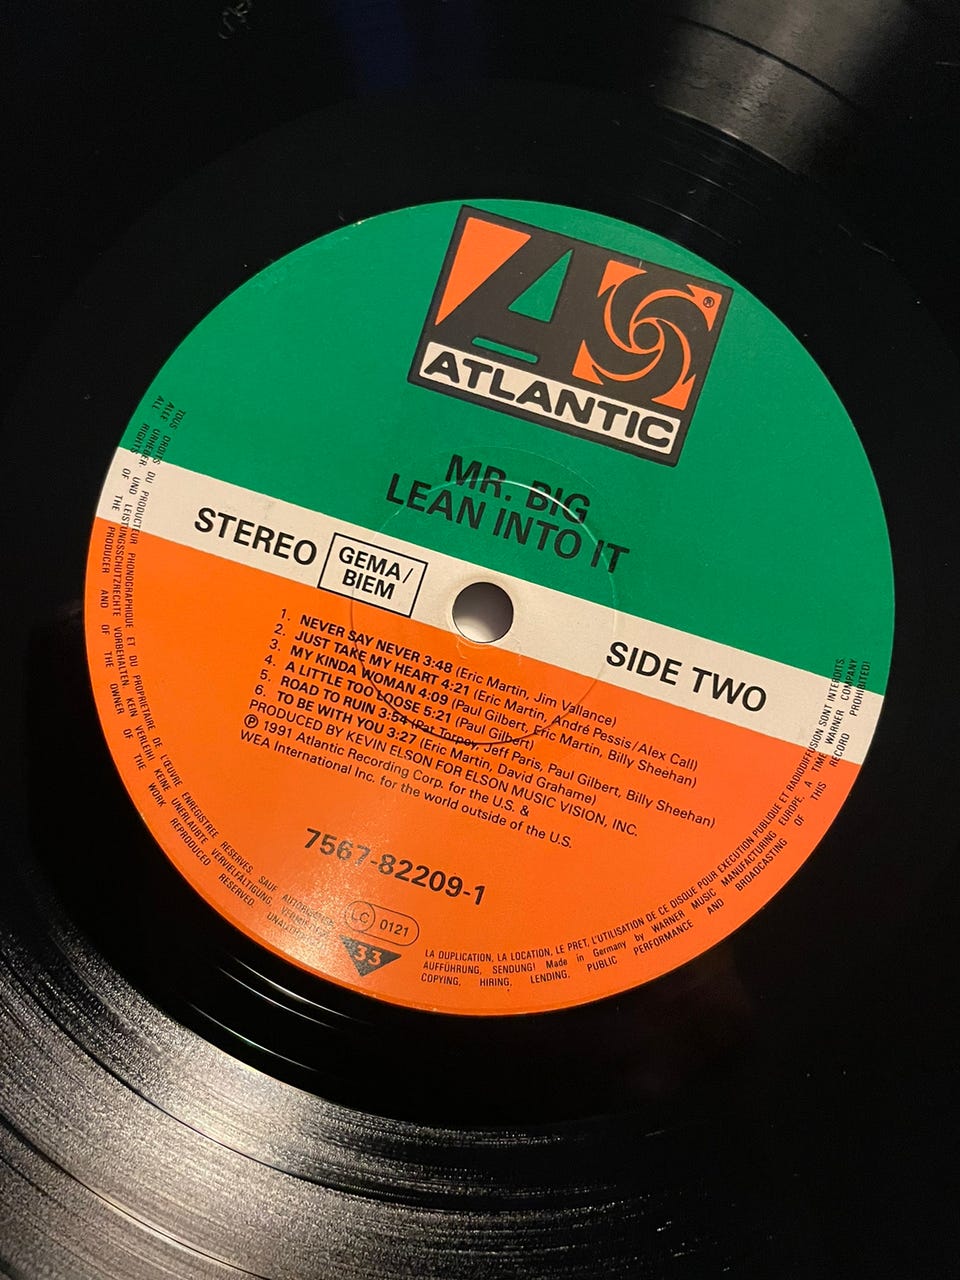 ATLANTIC
®
MR. BIG
LEAN INTO IT
STEREO
GEMA/
BIEM
SIDE TWO
1. NEVER SAY NEVER 3:48 (Eric Martin, Jim Vallance)
2. JUST TAKE MY HEART 4:21 (Eric Martin, André Pessis/Alex Call)
3. MY KINDA WOMAN 4:09 (Paul Gilbert, Eric Martin, Billy Sheehan)
4. A LITTLE TOO LOOSE 5:21 (Paul Gilbert)
5. ROAD TO RUIN 3:54 (Pat Torpey, Jeff Paris, Paul Gilbert, Billy Sheehan)
6. TO BE WITH YOU 3:27 (Eric Martin, David Grahame)
PRODUCED BY KEVIN ELSON FOR ELSON MUSIC VISION, INC.
℗ 1991 Atlantic Recording Corp. for the U.S. &
WEA International Inc. for the world outside of the U.S.
7567-82209-1
LC 0121
33
TOUS DROITS DU PRODUCTEUR PHONOGRAPHIQUE ET DU PROPRIETAIRE DE L'ŒUVRE ENREGISTREE RESERVES. SAUF AUTORISATION, LA DUPLICATION, LA LOCATION, LE PRET, L'UTILISATION DE CE DISQUE POUR EXECUTION PUBLIQUE ET RADIODIFFUSION SONT INTERDITS.
ALLE URHEBER UND LEISTUNGSSCHUTZRECHTE VORBEHALTEN. KEIN VERLEIH! KEINE UNERLAUBTE VERVIELFÄLTIGUNG, VERMIETUNG, AUFFÜHRUNG, SENDUNG! Made in Germany by WARNER MUSIC MANUFACTURING EUROPE. A TIME WARNER COMPANY
ALL RIGHTS OF THE PRODUCER AND OF THE OWNER OF THE WORK REPRODUCED RESERVED. COPYING, HIRING, LENDING, PUBLIC PERFORMANCE AND BROADCASTING OF THIS RECORD PROHIBITED!